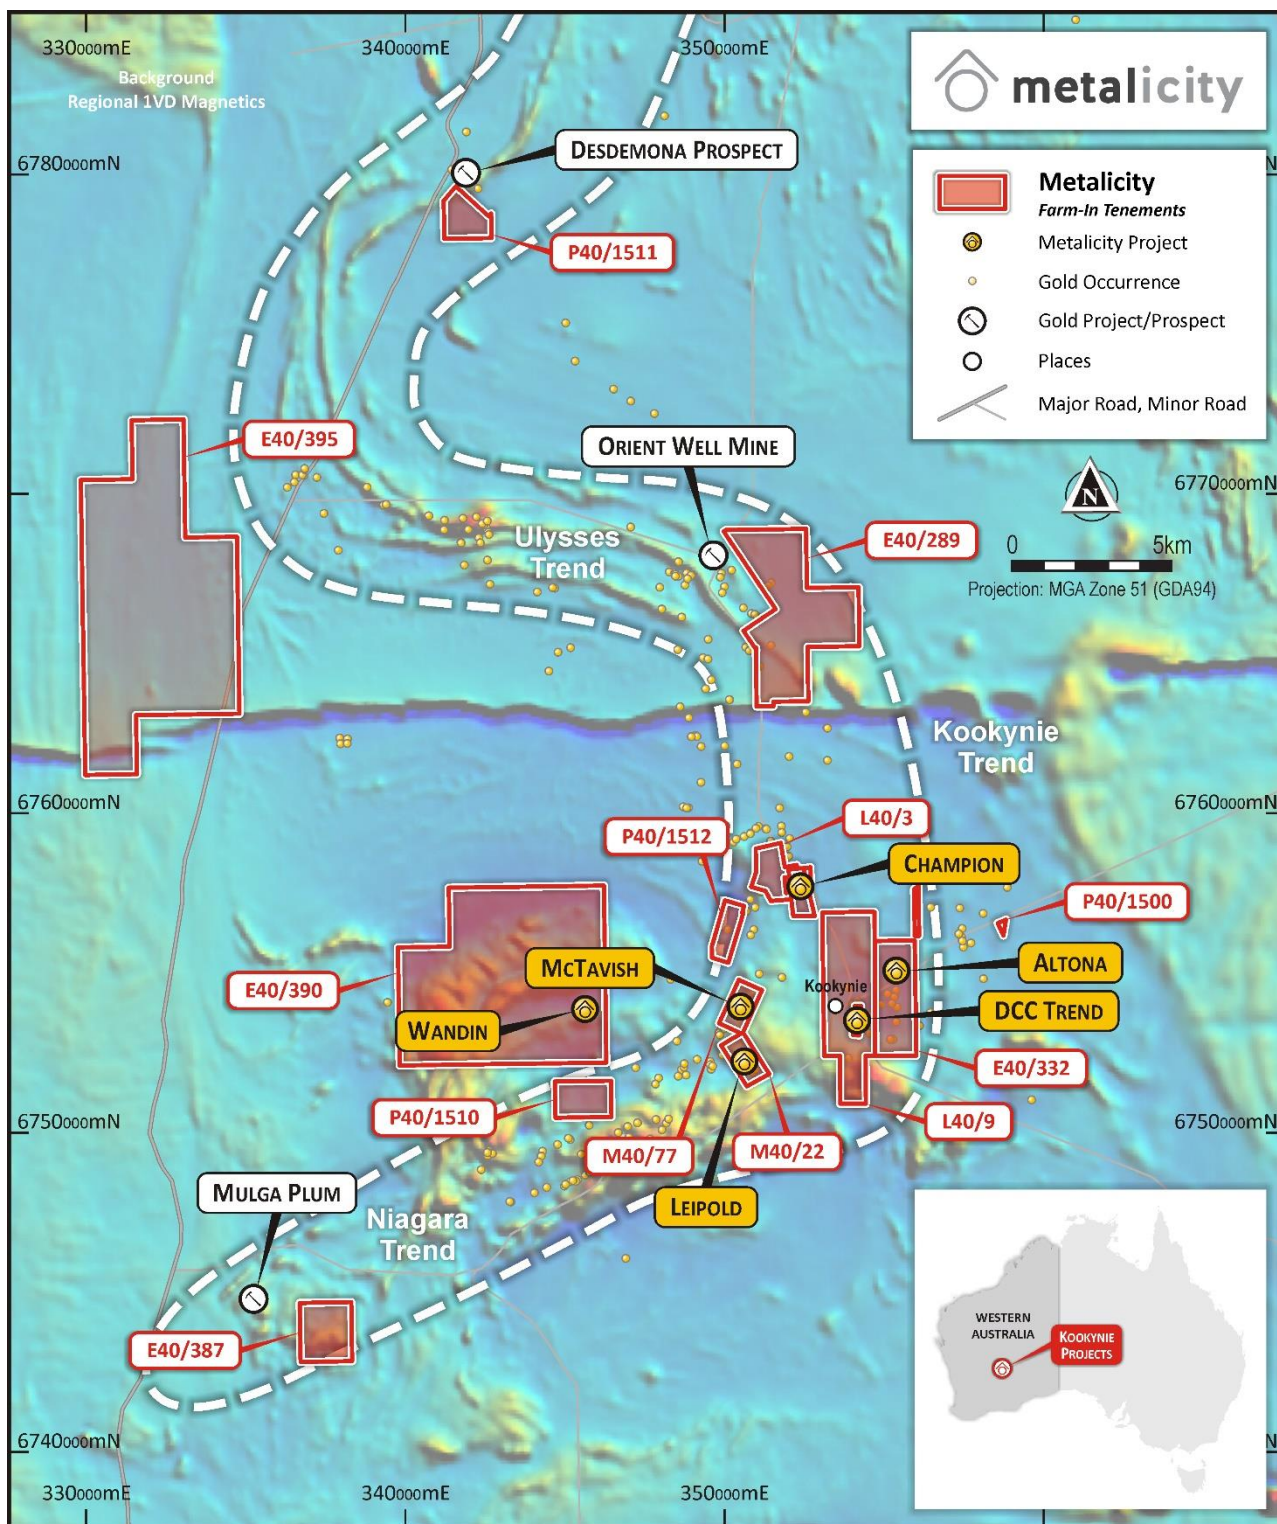 330000mE
340000mE
350000mE
Background
Regional 1VD Magnetics
metalicity
DESDEMONA PROSPECT
6780000mN
N
P40/1511
Metalicity
Farm-In Tenements
Metalicity Project
Gold Occurrence
Gold Project/Prospect
Places
Major Road, Minor Road
E40/395
ORIENT WELL MINE
6770000mN
N
0
5km
Projection: MGA Zone 51 (GDA94)
Ulysses
Trend
E40/289
Kookynie
Trend
6760000mN
6760000mN
P40/1512
L40/3
CHAMPION
P40/1500
E40/390
MCTAVISH
ALTONA
Kookynie
WANDIN
DCC TREND
E40/332
P40/1510
L40/9
6750000mN
6750000mN
M40/77
M40/22
LEIPOLD
MULGA PLUM
Niagara
Trend
E40/387
WESTERN
AUSTRALIA
KOOKYNIE
PROJECTS
6740000mN
N
330000mE
340000mE
350000mE